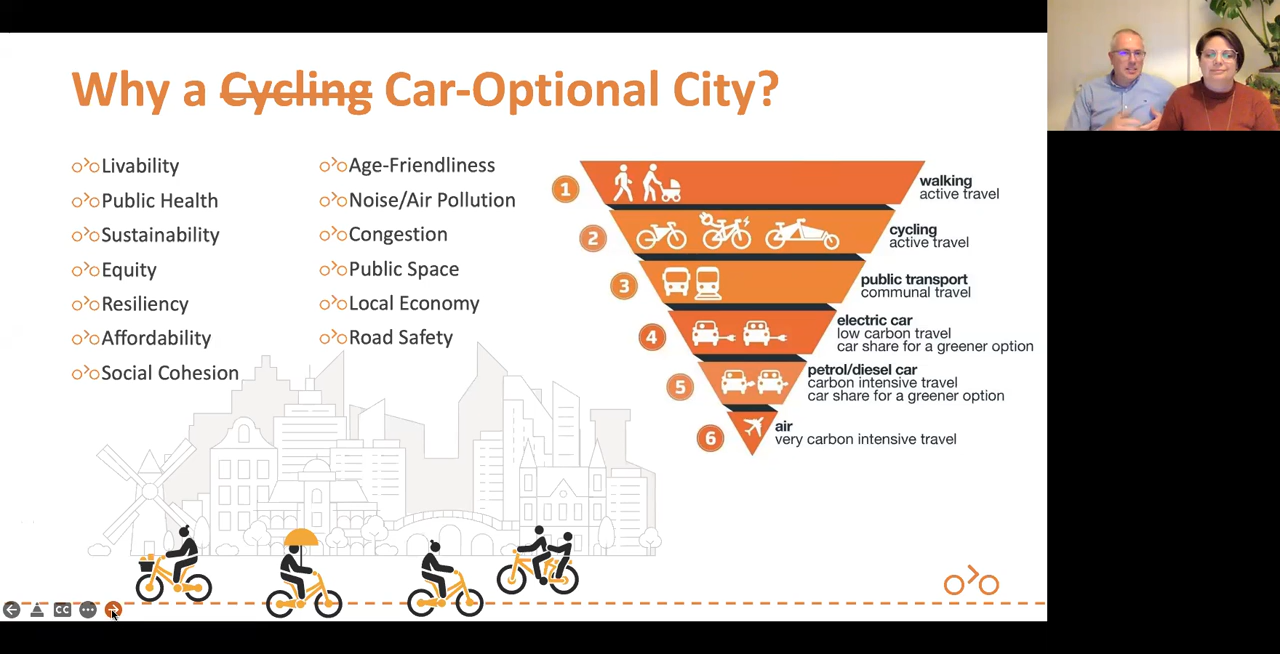 Why a Cycling Car-Optional City?
Livability
Public Health
Sustainability
Equity
Resiliency
Affordability
Social Cohesion
Age-Friendliness
Noise/Air Pollution
Congestion
Public Space
Local Economy
Road Safety
1
walking
active travel
2
cycling
active travel
3
public transport
communal travel
4
electric car
low carbon travel
car share for a greener option
5
petrol/diesel car
carbon intensive travel
car share for a greener option
6
air
very carbon intensive travel
CC